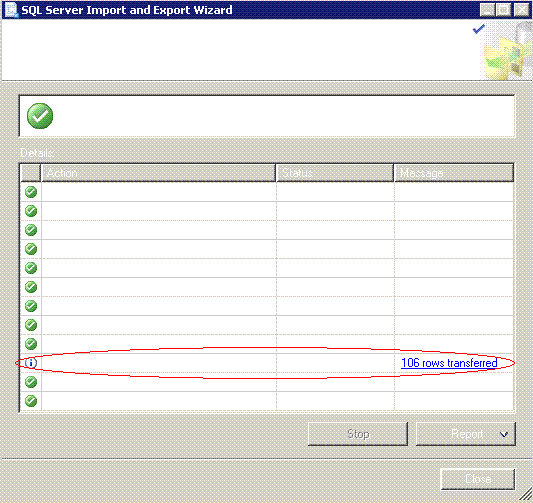 SQL Server Import and Export Wizard
Details:
Action Status Message
106 rows transferred
Stop Report
Close